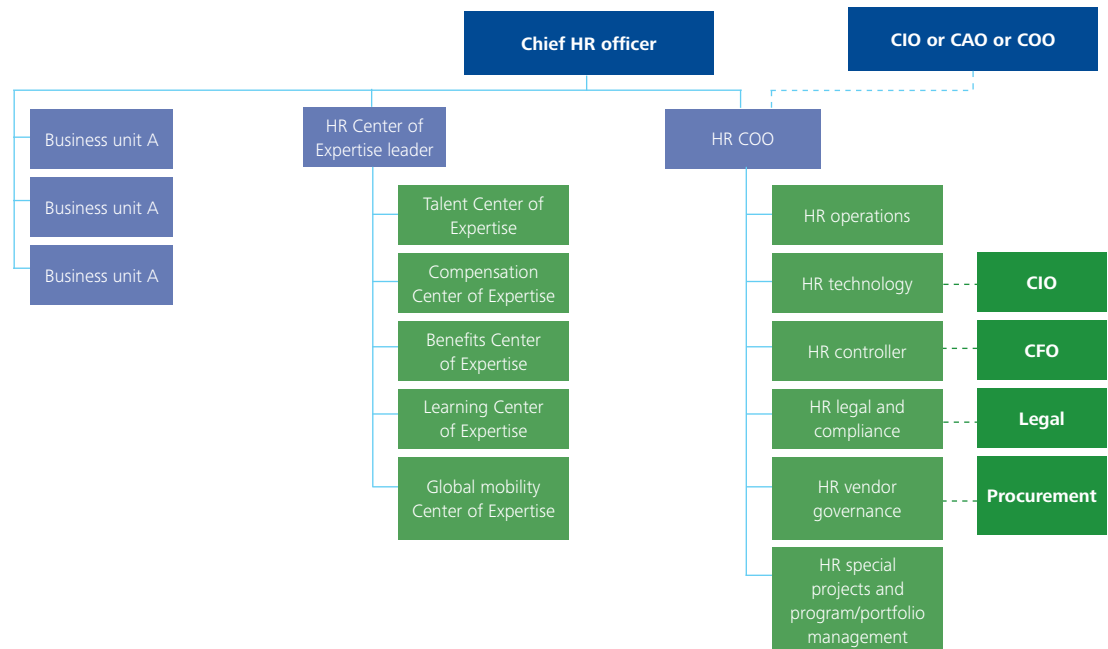 Chief HR officer
CIO or CAO or COO
Business unit A
Business unit A
Business unit A
HR Center of
Expertise leader
Talent Center of
Expertise
Compensation
Center of Expertise
Benefits Center
of Expertise
Learning Center
of Expertise
Global mobility
Center of Expertise
HR COO
HR operations
HR technology
CIO
HR controller
CFO
HR legal and
compliance
Legal
HR vendor
governance
Procurement
HR special
projects and
program/portfolio
management